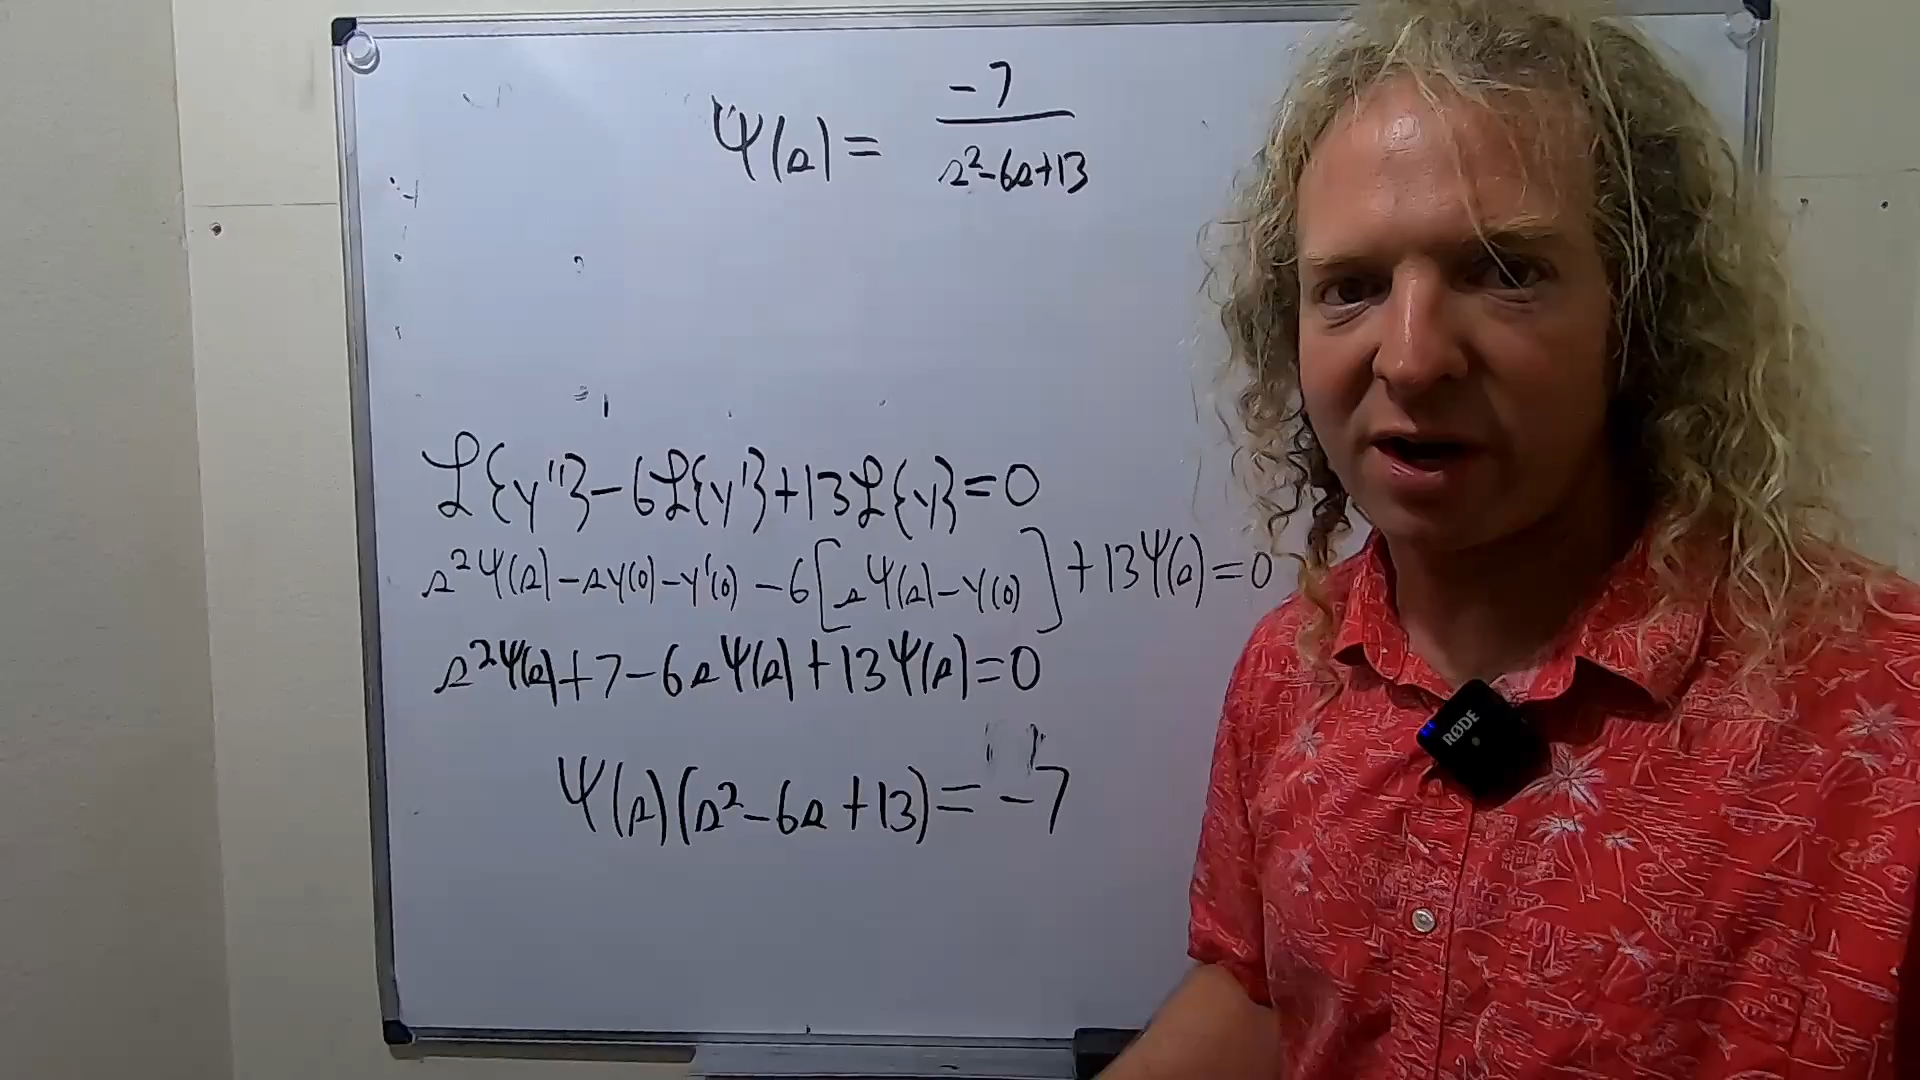 Ψ(s) = -7 / s²-6s+13
ℒ{y''}-6ℒ{y'}+13ℒ{y}=0
s²Ψ(s)-sy(0)-y'(0)-6[sΨ(s)-y(0)]+13Ψ(s)=0
s²Ψ(s)+7-6sΨ(s)+13Ψ(s)=0
Ψ(s)(s²-6s+13)=-7
RØDE